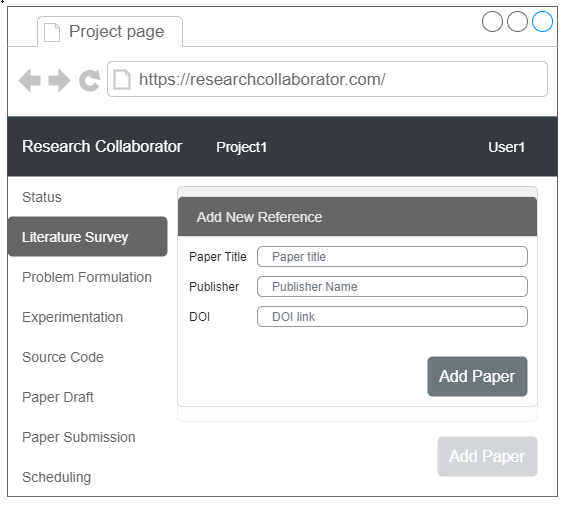 Project page
https://researchcollaborator.com/
Research Collaborator Project1 User1
Status
Literature Survey
Problem Formulation
Experimentation
Source Code
Paper Draft
Paper Submission
Scheduling
Add New Reference
Paper Title Paper title
Publisher Publisher Name
DOI DOI link
Add Paper
Add Paper